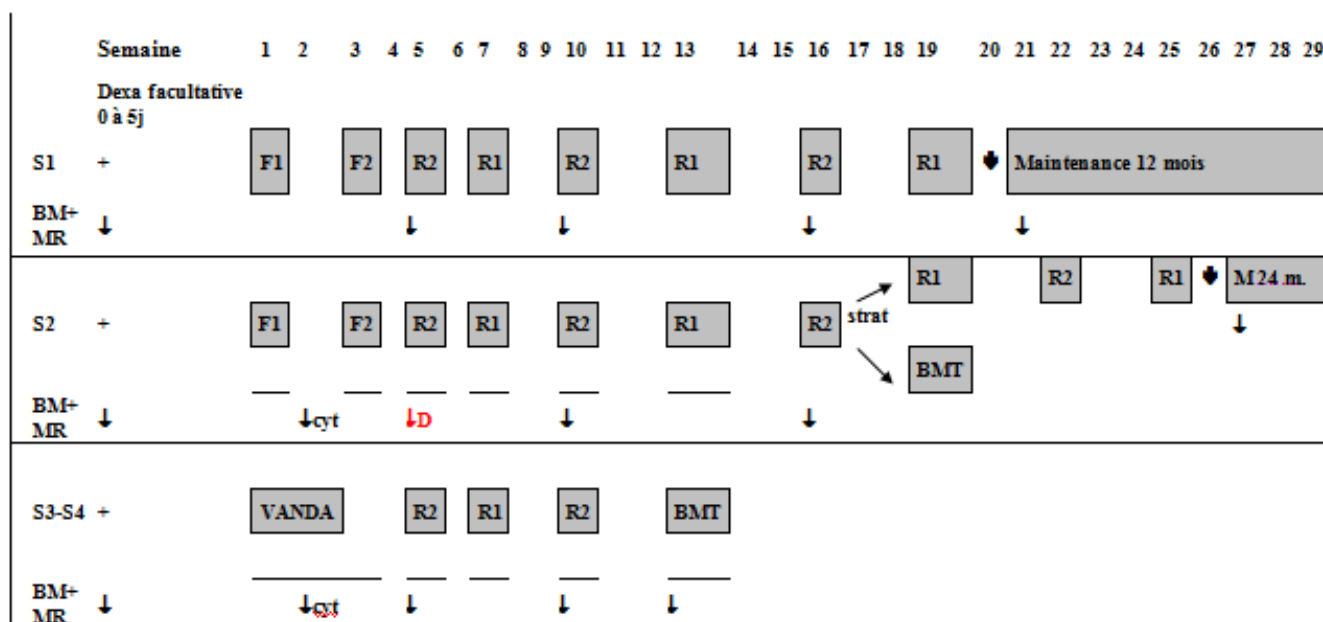 Semaine 1 2 3 4 5 6 7 8 9 10 11 12 13 14 15 16 17 18 19 20 21 22 23 24 25 26 27 28 29
Dexa facultative
0 à 5j
S1 + F1 F2 R2 R1 R2 R1 R2 R1 Maintenance 12 mois
BM+
MR ↓ ↓ ↓ ↓ ↓
R1 R2 R1 M 24 m.
S2 + F1 F2 R2 R1 R2 R1 R2 strat
BMT
BM+
MR ↓ ↓cyt ↓D ↓ ↓ ↓
S3-S4 + VANDA R2 R1 R2 BMT
BM+
MR ↓ ↓cyt ↓ ↓ ↓